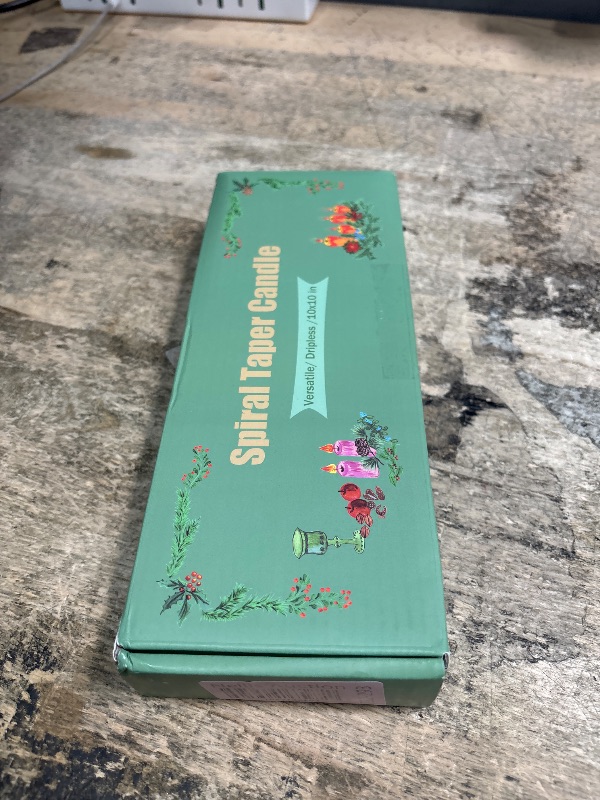 Spiral Taper Candle
Versatile/ Dripless /10x10 in